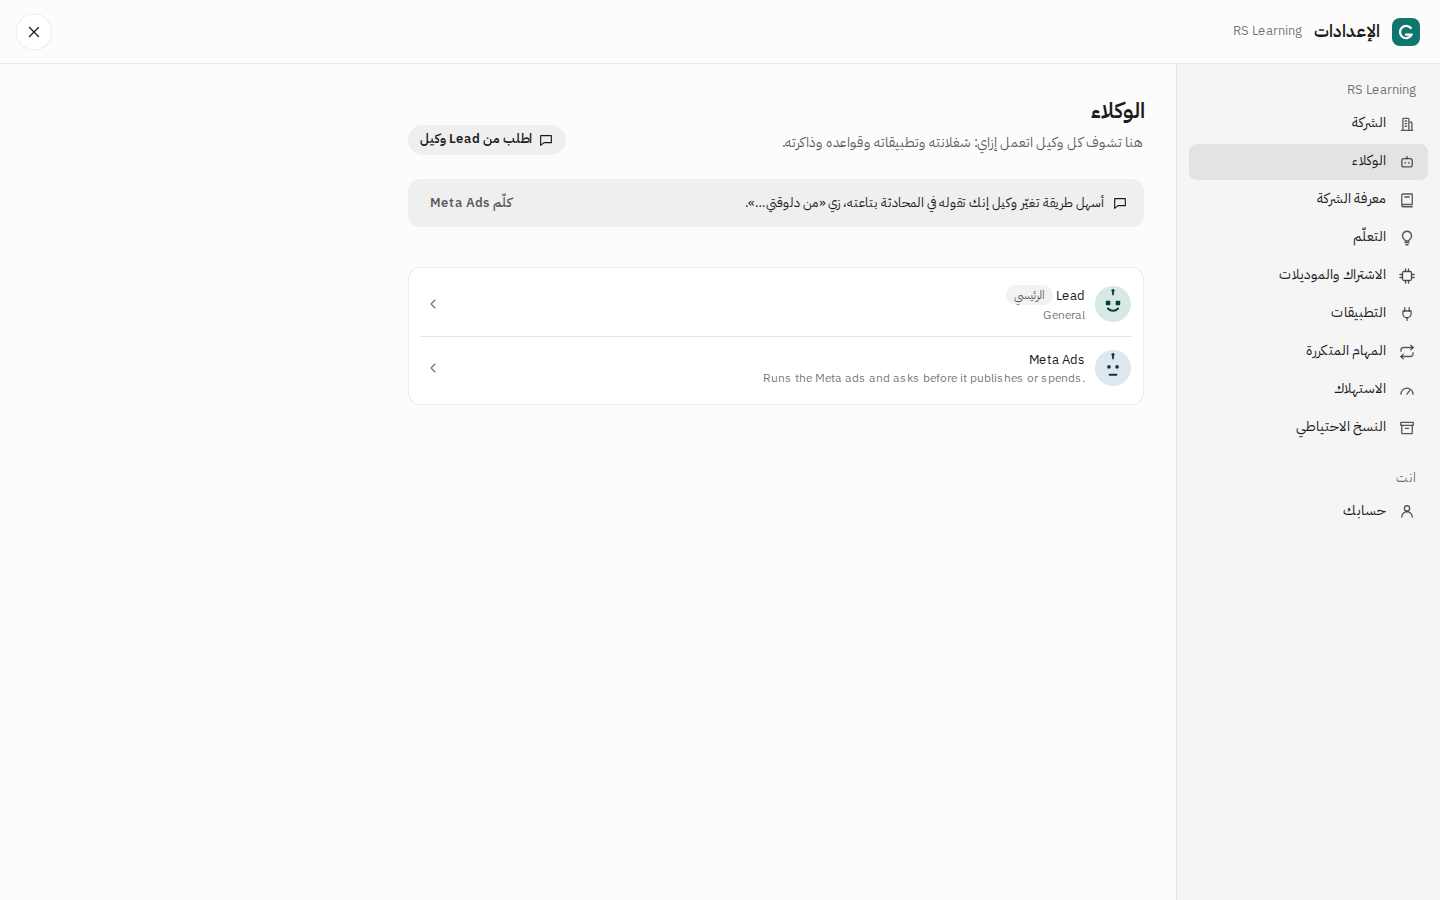 الإعدادات RS Learning
RS Learning
الشركة
الوكلاء
معرفة الشركة
التعلّم
الاشتراك والموديلات
التطبيقات
المهام المتكررة
الاستهلاك
النسخ الاحتياطي
انت
حسابك
الوكلاء
هنا تشوف كل وكيل اتعمل إزاي: شغلانته وتطبيقاته وقواعده وذاكرته.
اطلب من Lead وكيل
أسهل طريقة تغيّر وكيل إنك تقوله في المحادثة بتاعته، زي «من دلوقتي...».
كلّم Meta Ads
Lead الرئيسي
General
Meta Ads
Runs the Meta ads and asks before it publishes or spends.